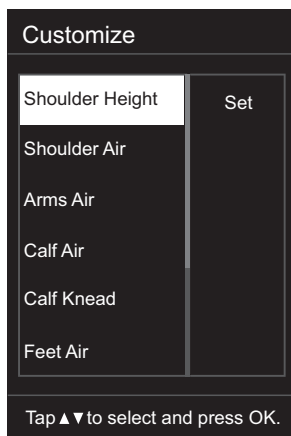 Customize
Shoulder Height Set
Shoulder Air
Arms Air
Calf Air
Calf Knead
Feet Air
Tap▲▼to select and press OK.